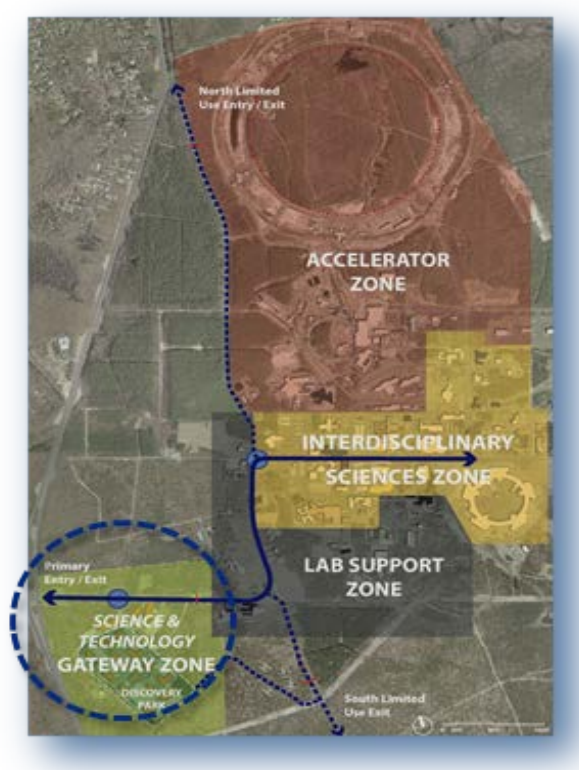 North Limited
Use Entry / Exit
ACCELERATOR
ZONE
INTERDISCIPLINARY
SCIENCES ZONE
LAB SUPPORT
ZONE
Primary
Entry / Exit
SCIENCE &
TECHNOLOGY
GATEWAY ZONE
DISCOVERY
PARK
South Limited
Use Exit